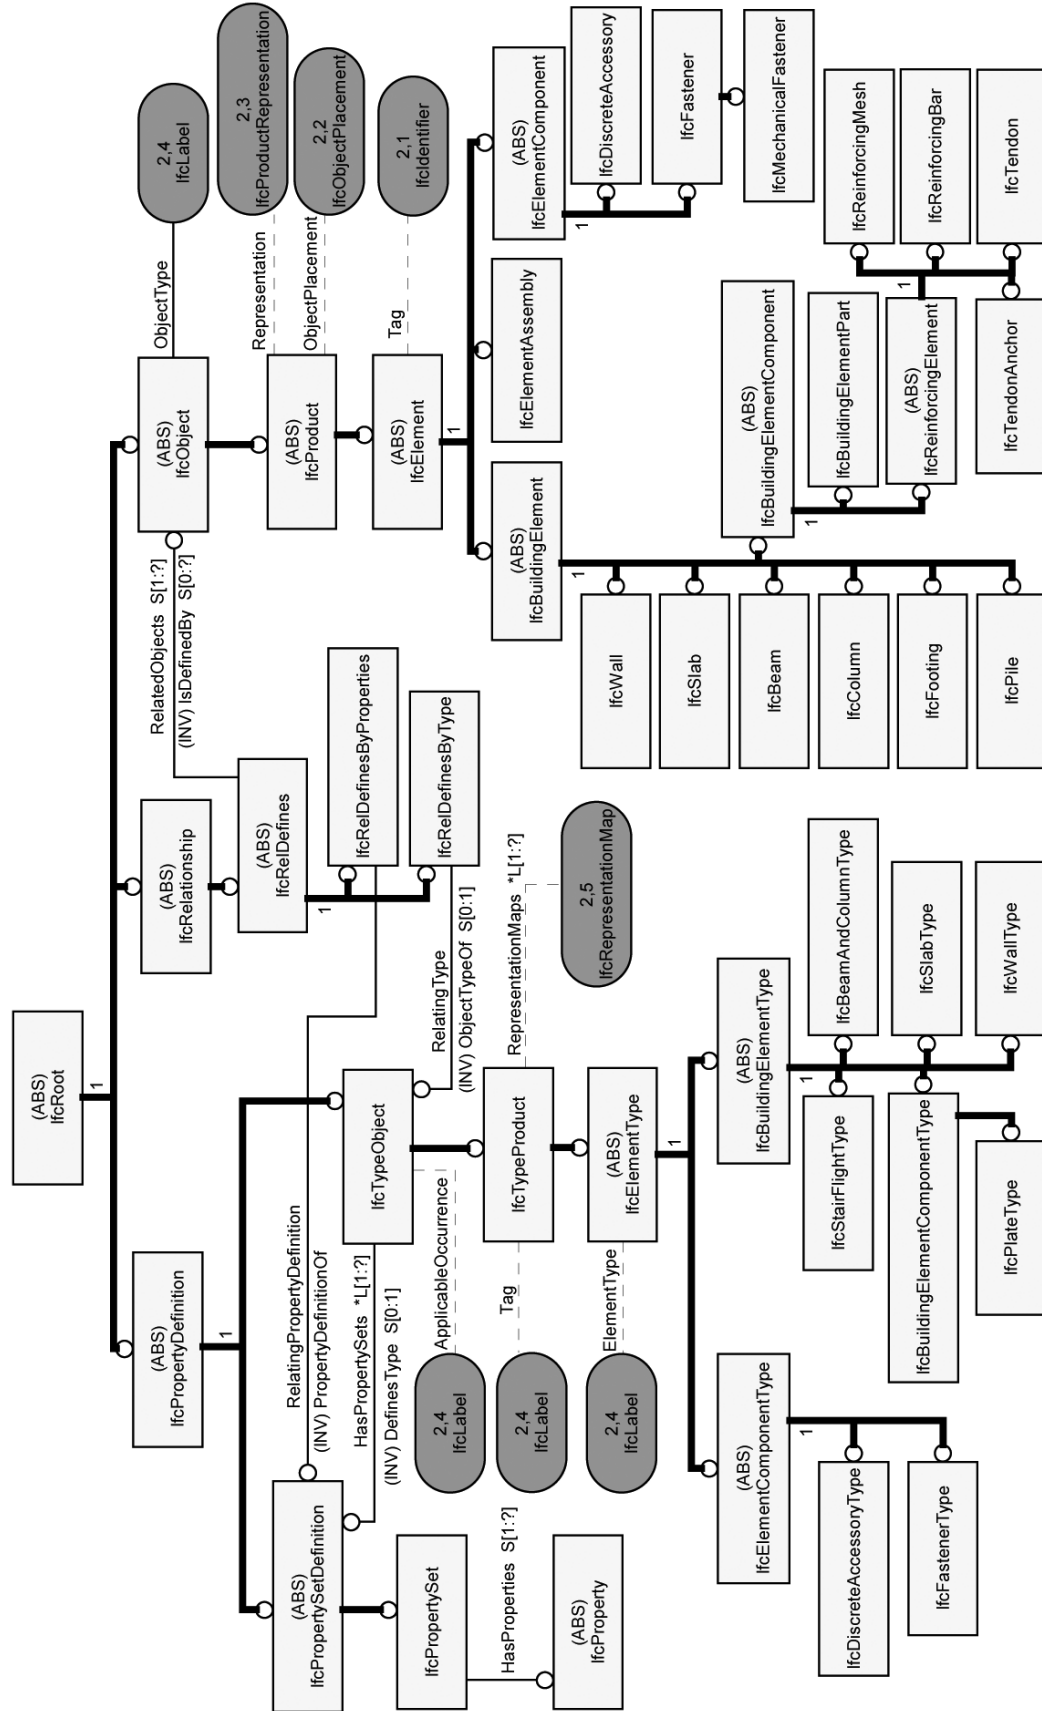 (ABS)
IfcRoot
1
(ABS)
IfcPropertyDefinition
1
(ABS)
IfcRelationship
(ABS)
IfcRelDefines
1
IfcRelDefinesByProperties
IfcRelDefinesByType
RelatedObjects S[1:?]
(INV) IsDefinedBy S[0:?]
(ABS)
IfcObject
ObjectType
2,4
IfcLabel
(ABS)
IfcProduct
Representation
2,3
IfcProductRepresentation
ObjectPlacement
2,2
IfcObjectPlacement
(ABS)
IfcElement
Tag
2,1
IfcIdentifier
1
(ABS)
IfcPropertySetDefinition
RelatingPropertyDefinition
(INV) PropertyDefinitionOf
HasPropertySets *L[1:?]
(INV) DefinesType S[0:1]
IfcTypeObject
RelatingType
(INV) ObjectTypeOf S[0:1]
IfcPropertySet
HasProperties S[1:?]
(ABS)
IfcProperty
2,4
IfcLabel
ApplicableOccurrence
2,4
IfcLabel
Tag
IfcTypeProduct
RepresentationMaps *L[1:?]
2,5
IfcRepresentationMap
2,4
IfcLabel
ElementType
(ABS)
IfcElementType
1
(ABS)
IfcElementComponentType
1
IfcDiscreteAccessoryType
IfcFastenerType
(ABS)
IfcBuildingElementType
1
IfcStairFlightType
IfcBeamAndColumnType
IfcBuildingElementComponentType
IfcSlabType
IfcPlateType
IfcWallType
(ABS)
IfcBuildingElement
1
IfcWall
IfcSlab
IfcBeam
IfcColumn
IfcFooting
IfcPile
IfcElementAssembly
(ABS)
IfcElementComponent
1
IfcDiscreteAccessory
IfcFastener
IfcMechanicalFastener
(ABS)
IfcBuildingElementComponent
1
IfcBuildingTengElementPart
(ABS)
IfcReinforcingElement
1
IfcReinforcingMesh
IfcReinforcingBar
IfcTendonAnchor
IfcTendon